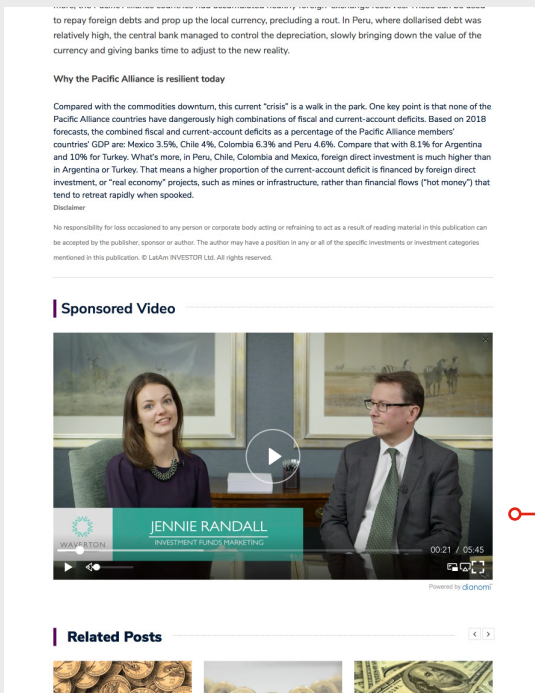 to repay foreign debts and prop up the local currency, precluding a rout. In Peru, where dollarised debt was
relatively high, the central bank managed to control the depreciation, slowly bringing down the value of the
currency and giving banks time to adjust to the new reality.
Why the Pacific Alliance is resilient today
Compared with the commodities downturn, this current "crisis" is a walk in the park. One key point is that none of the
Pacific Alliance countries have dangerously high combinations of fiscal and current-account deficits. Based on 2018
forecasts, the combined fiscal and current-account deficits as a percentage of the Pacific Alliance members'
countries' GDP are: Mexico 3.5%, Chile 4%, Colombia 6.3% and Peru 4.6%. Compare that with 8.1% for Argentina
and 10% for Turkey. What's more, in Peru, Chile, Colombia and Mexico, foreign direct investment is much higher than
in Argentina or Turkey. That means a higher proportion of the current-account deficit is financed by foreign direct
investment, or "real economy" projects, such as mines or infrastructure, rather than financial flows ("hot money") that
tend to retreat rapidly when spooked.
Disclaimer
No responsibility for loss occasioned to any person or corporate body acting or refraining to act as a result of reading material in this publication can
be accepted by the publisher, sponsor or author. The author may have a position in any or all of the specific investments or investment categories
mentioned in this publication. © LatAm INVESTOR Ltd. All rights reserved.
Sponsored Video
JENNIE RANDALL
INVESTMENT FUNDS MARKETING
WAVERTON
00:21 / 05:45
Powered by dianomi
Related Posts